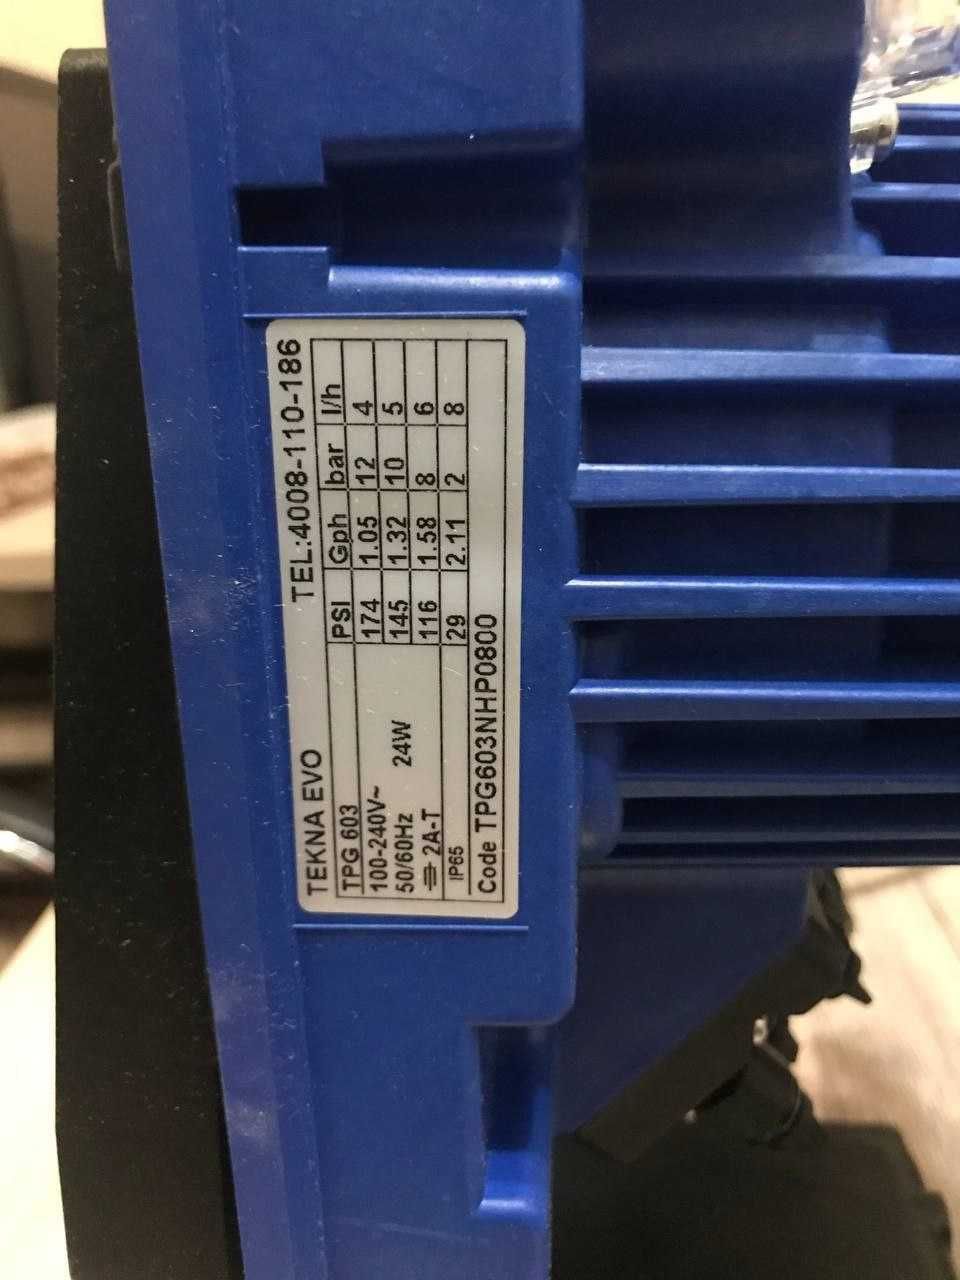 TEKNA EVO TEL:4008-110-186
TPG 603 PSI Gph bar l/h
100-240V~ 174 1.05 12 4
50/60Hz 24W 145 1.32 10 5
2A-T 116 1.58 8 6
IP65 29 2.11 2 8
Code TPG603NHP0800